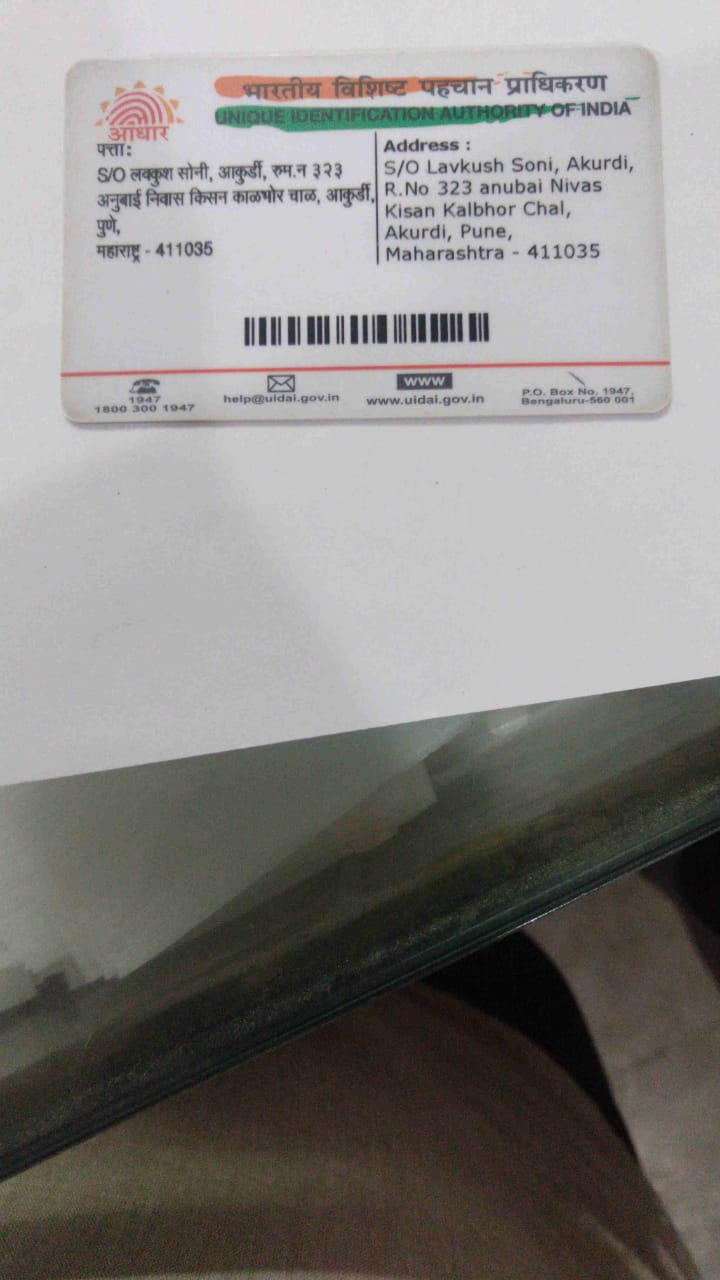 भारतीय विशिष्ट पहचान प्राधिकरण
UNIQUE IDENTIFICATION AUTHORITY OF INDIA
आधार
पत्ता:
S/O लवकुश सोनी, आकुर्डी, रुम.न ३२३
अनुबाई निवास किसन काळभोर चाळ, आकुर्डी,
पुणे,
महाराष्ट्र - 411035
Address :
S/O Lavkush Soni, Akurdi,
R.No 323 anubai Nivas
Kisan Kalbhor Chal,
Akurdi, Pune,
Maharashtra - 411035
1947
1800 300 1947
help@uidai.gov.in
WWW
www.uidai.gov.in
P.O. Box No. 1947,
Bengaluru-560 001